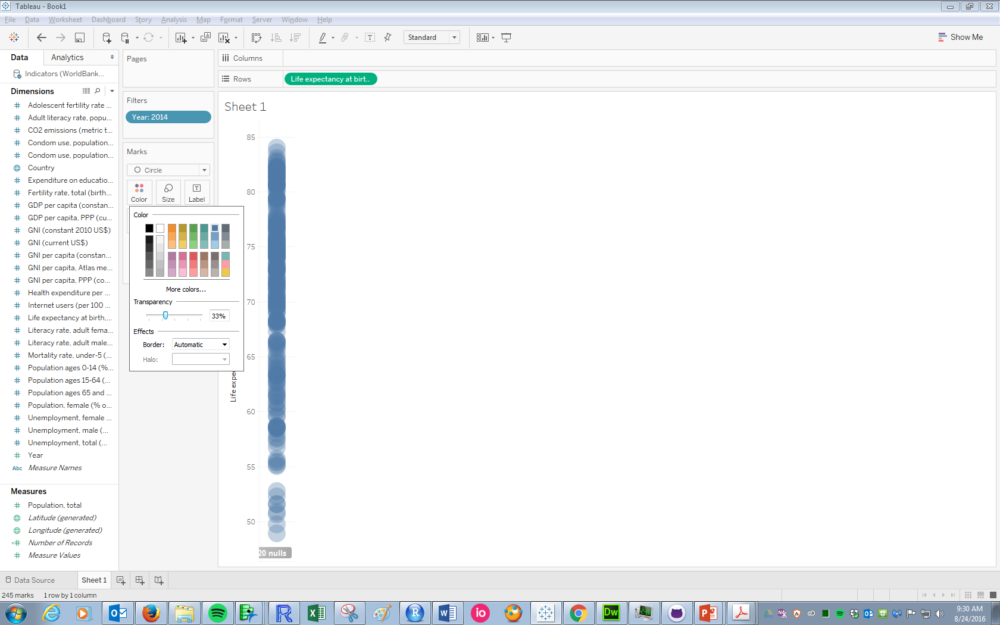 Tableau - Book1
File Data Worksheet Dashboard Story Analysis Map Format Server Window Help
Standard
Show Me
Data Analytics
Indicators (WorldBank...
Dimensions
Adolescent fertility rate ...
Adult literacy rate, popu...
CO2 emissions (metric t...
Condom use, population...
Condom use, population...
Country
Expenditure on educatio...
Fertility rate, total (birth...
GDP per capita (constan...
GDP per capita, PPP (cu...
GNI (constant 2010 US$)
GNI (current US$)
GNI per capita (constan...
GNI per capita, Atlas me...
GNI per capita, PPP (co...
Health expenditure per ...
Internet users (per 100 ...
Life expectancy at birth,...
Literacy rate, adult fema...
Literacy rate, adult male...
Mortality rate, under-5 (...
Population ages 0-14 (%...
Population ages 15-64 (...
Population ages 65 and ...
Population, female (% o...
Unemployment, female ...
Unemployment, male (...
Unemployment, total (...
Year
Abc Measure Names
Measures
Population, total
Latitude (generated)
Longitude (generated)
Number of Records
Measure Values
Pages
Filters
Year: 2014
Marks
Circle
Color Size Label
Color
More colors...
Transparency
33%
Effects
Border: Automatic
Halo:
Columns
Rows Life expectancy at birt..
Sheet 1
85
80
75
70
65
60
55
50
Life expec
20 nulls
Data Source Sheet 1
245 marks 1 row by 1 column
9:30 AM
8/24/2016